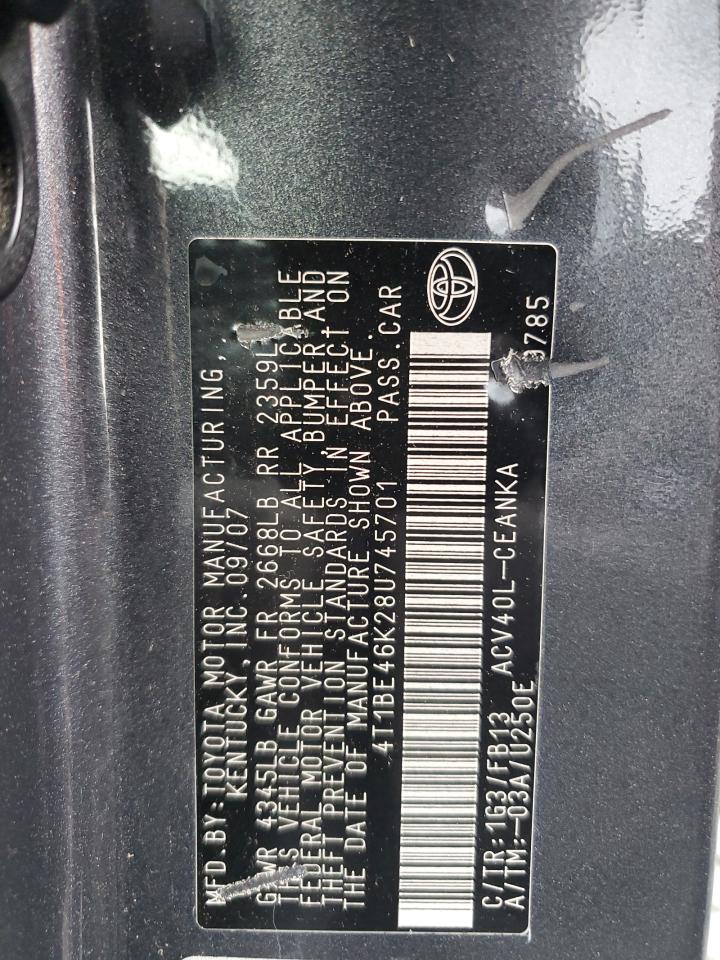 MFD.BY:TOYOTA MOTOR MANUFACTURING,
KENTUCKY,INC.09/07
GVWR 4345LB GAWR FR 2668LB RR 2359L
THIS VEHICLE CONFORMS TO ALL APPLICABLE
FEDERAL MOTOR VEHICLE SAFETY BUMPER AND
THEFT PREVENTION STANDARDS IN EFFECT ON
THE DATE OF MANUFACTURE SHOWN ABOVE.
4T1BE46K28U745701 PASS.CAR
C/TR:1G3/FB13 ACV40L-CEANKA
A/TM:-03A/U250E 785